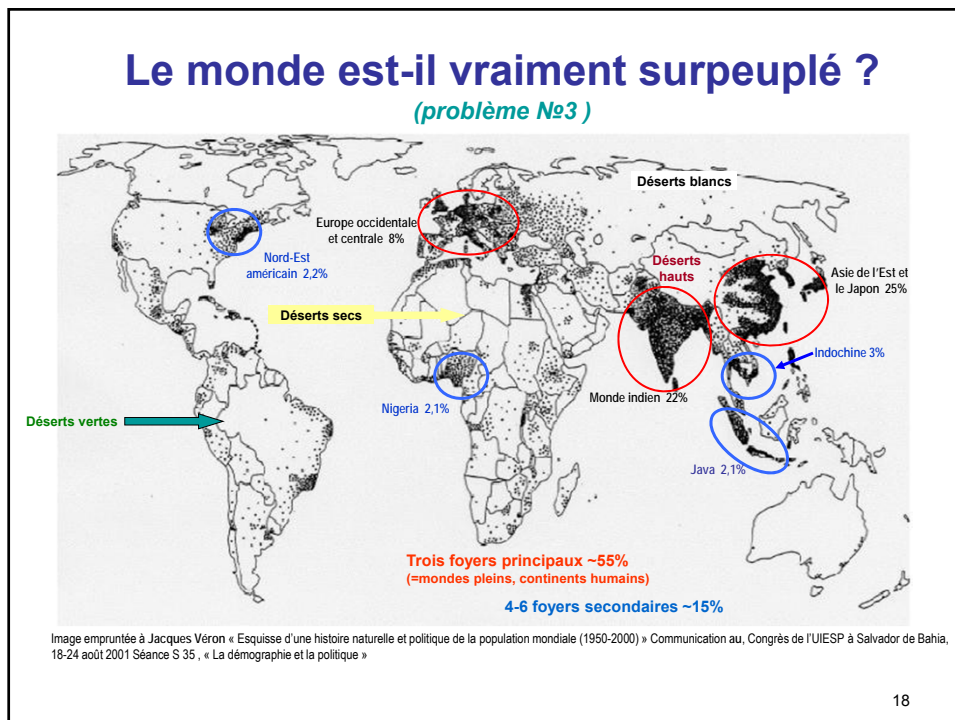 Le monde est-il vraiment surpeuplé ?
(problème №3 )
Déserts blancs
Europe occidentale
et centrale 8%
Nord-Est
américain 2,2%
Déserts
hauts
Asie de l'Est et
le Japon 25%
Déserts secs
Indochine 3%
Nigeria 2,1%
Monde indien 22%
Déserts vertes
Java 2,1%
Trois foyers principaux ~55%
(=mondes pleins, continents humains)
4-6 foyers secondaires ~15%
Image empruntée à Jacques Véron « Esquisse d'une histoire naturelle et politique de la population mondiale (1950-2000) » Communication au, Congrès de l'UIESP à Salvador de Bahia,
18-24 août 2001 Séance S 35 , « La démographie et la politique »
18